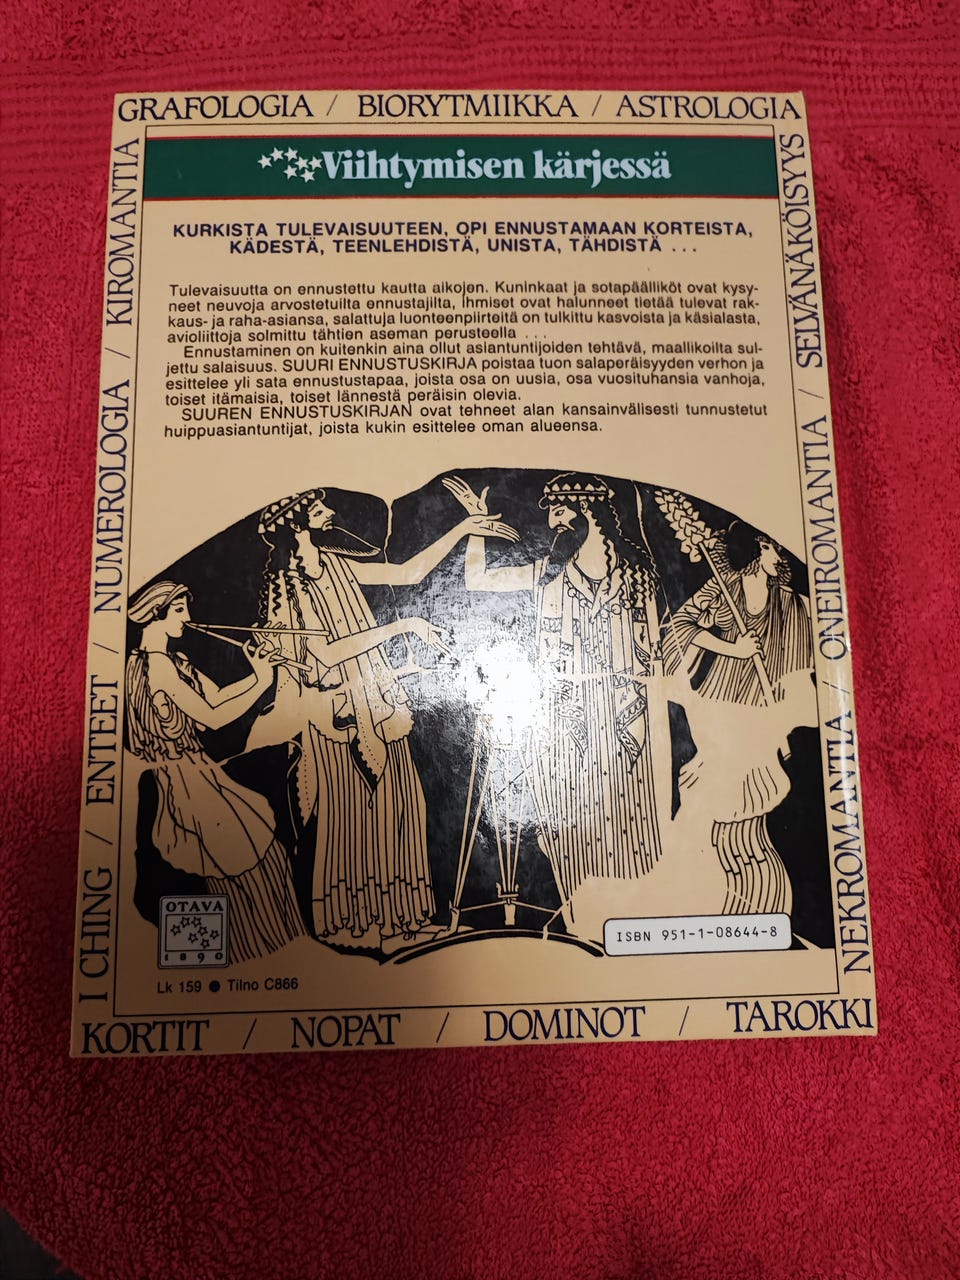 GRAFOLOGIA / BIORYTMIIKKA / ASTROLOGIA
SELVÄNÄKÖISYYS / ONEIROMANTIA / NEKROMANTIA
I CHING / ENTEET / NUMEROLOGIA / KIROMANTIA
Viihtymisen kärjessä
KURKISTA TULEVAISUUTEEN, OPI ENNUSTAMAAN KORTEISTA,
KÄDESTÄ, TEENLEHDISTÄ, UNISTA, TÄHDISTÄ ...
Tulevaisuutta on ennustettu kautta aikojen. Kuninkaat ja sotapäälliköt ovat kysy-
neet neuvoja arvostetuilta ennustajilta, ihmiset ovat halunneet tietää tulevat rak-
kaus- ja raha-asiansa, salattuja luonteenpiirteitä on tulkittu kasvoista ja käsialasta,
avioliittoja solmittu tähtien aseman perusteella ...
Ennustaminen on kuitenkin aina ollut asiantuntijoiden tehtävä, maallikoilta sul-
jettu salaisuus. SUURI ENNUSTUSKIRJA poistaa tuon salaperäisyyden verhon ja
esittelee yli sata ennustustapaa, joista osa on uusia, osa vuosituhansia vanhoja,
toiset itämaisia, toiset lännestä peräisin olevia.
SUUREN ENNUSTUSKIRJAN ovat tehneet alan kansainvälisesti tunnustetut
huippuasiantuntijat, joista kukin esittelee oman alueensa.
OTAVA
1890
ISBN 951-1-08644-8
Lk 159 ● Tilno C866
KORTIT / NOPAT / DOMINOT / TAROKKI